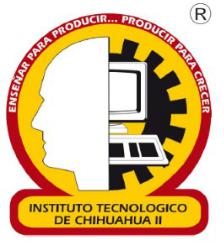 ®
ENSEÑAR PARA PRODUCIR... PRODUCIR PARA CRECER
INSTITUTO TECNOLOGICO
DE CHIHUAHUA II